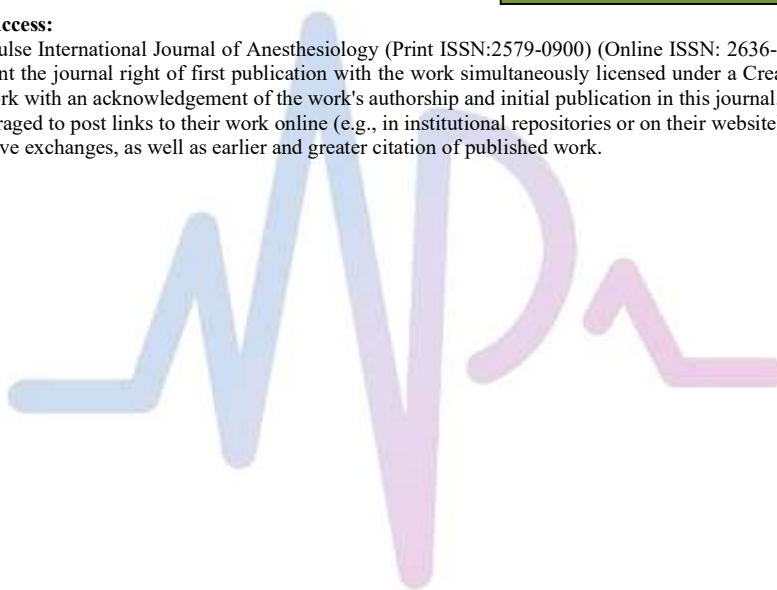 ccess:
ulse International Journal of Anesthesiology (Print ISSN:2579-0900) (Online ISSN: 2636-
nt the journal right of first publication with the work simultaneously licensed under a Crea
rk with an acknowledgement of the work's authorship and initial publication in this journal.
raged to post links to their work online (e.g., in institutional repositories or on their website)
ve exchanges, as well as earlier and greater citation of published work.